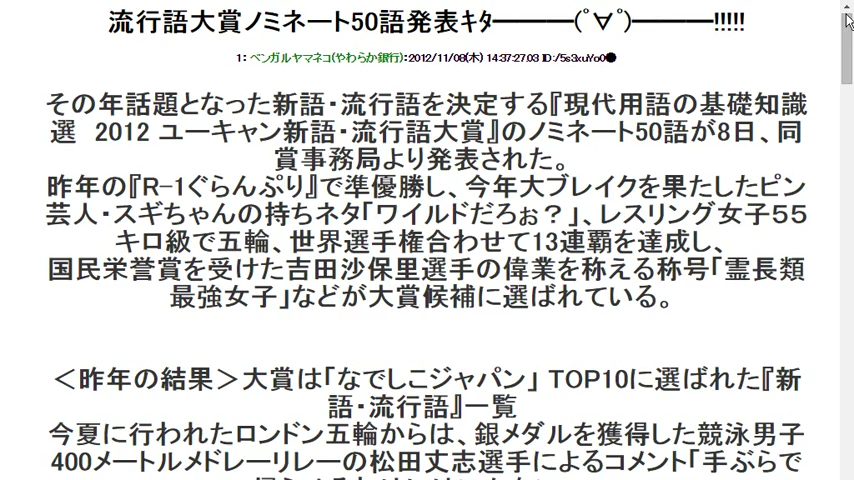 流行語大賞ノミネート50語発表ｷﾀ━━━━(ﾟ∀ﾟ)━━━━!!!!!
1: ベンガルヤマネコ(やわらか銀行):2012/11/08(木) 14:37:27.03 ID:/5s3xuYo0●
その年話題となった新語・流行語を決定する『現代用語の基礎知識
選　2012 ユーキャン新語・流行語大賞』のノミネート50語が8日、同
賞事務局より発表された。
昨年の『R-1ぐらんぷり』で準優勝し、今年大ブレイクを果たしたピン
芸人・スギちゃんの持ちネタ「ワイルドだろぉ？」、レスリング女子５５
キロ級で五輪、世界選手権合わせて13連覇を達成し、
国民栄誉賞を受けた吉田沙保里選手の偉業を称える称号「霊長類
最強女子」などが大賞候補に選ばれている。
＜昨年の結果＞大賞は「なでしこジャパン」 TOP10に選ばれた『新
語・流行語』一覧
今夏に行われたロンドン五輪からは、銀メダルを獲得した競泳男子
400メートルメドレーリレーの松田丈志選手によるコメント「手ぶらで